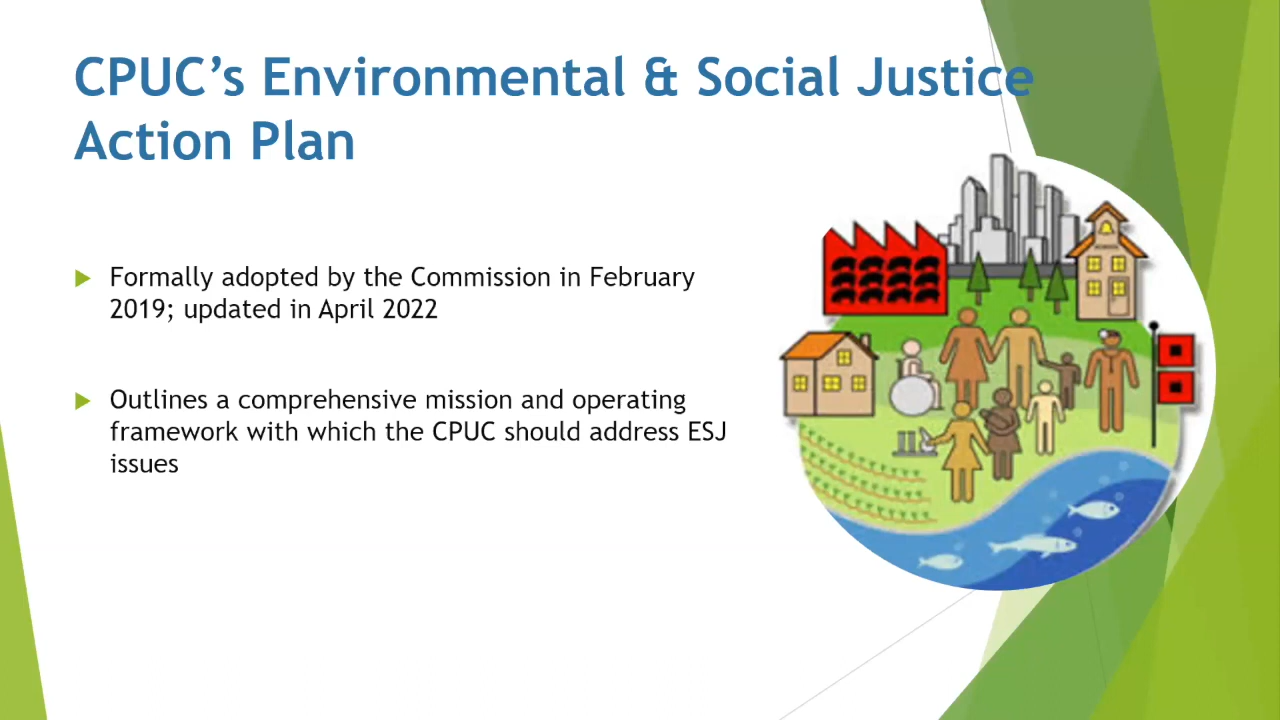 CPUC’s Environmental & Social Justice
Action Plan
Formally adopted by the Commission in February
2019; updated in April 2022
Outlines a comprehensive mission and operating
framework with which the CPUC should address ESJ
issues